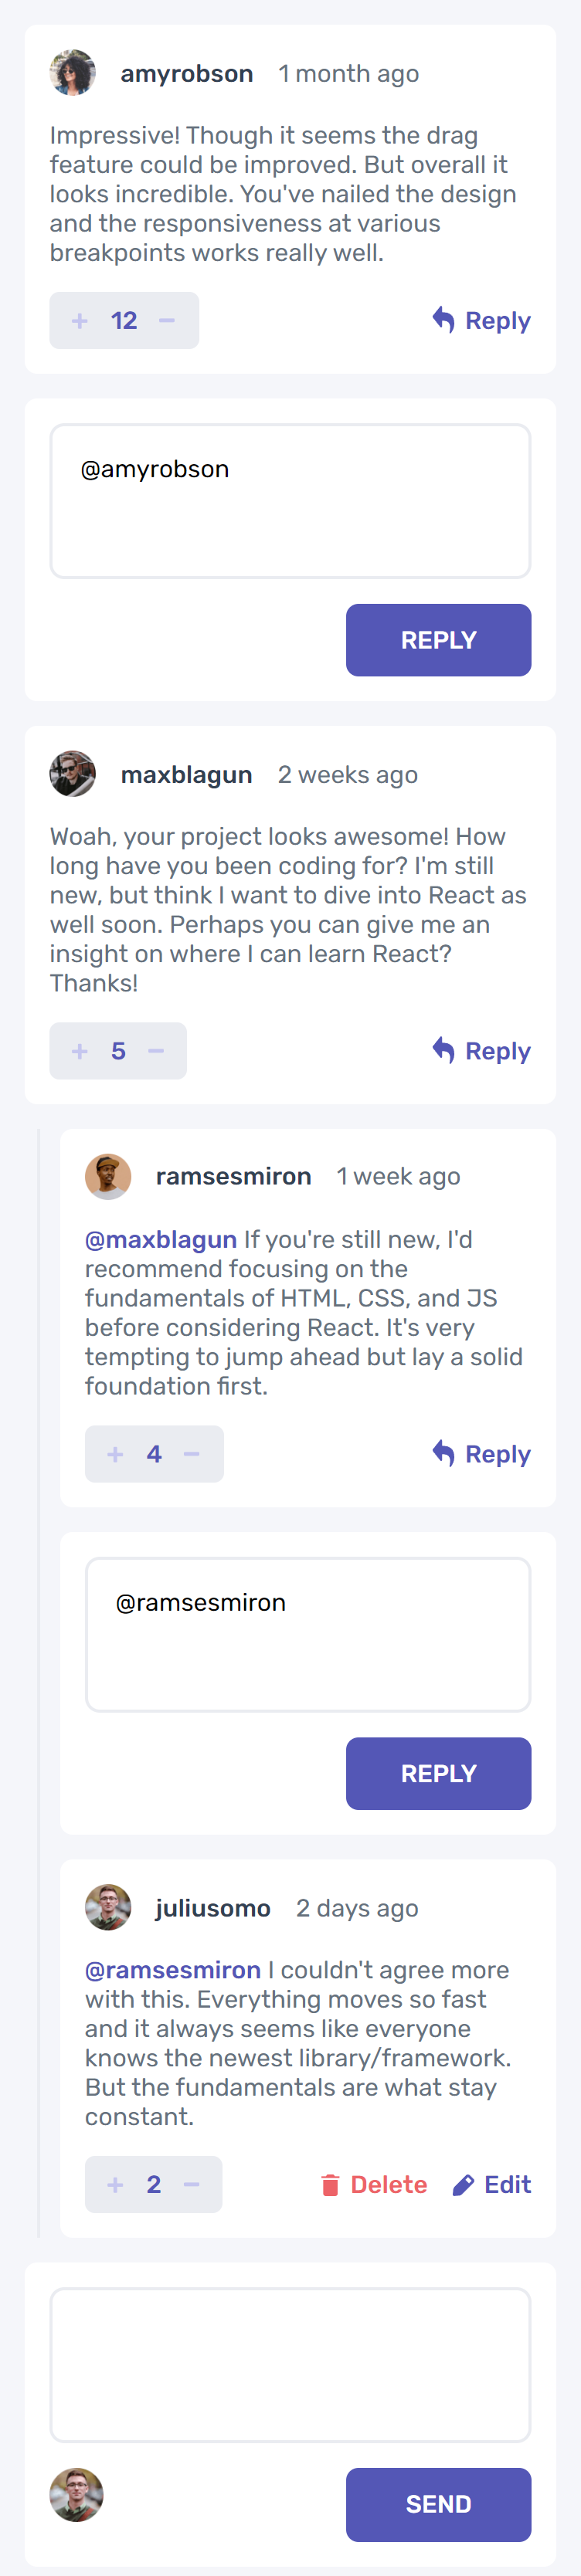 amyrobson 1 month ago
Impressive! Though it seems the drag
feature could be improved. But overall it
looks incredible. You've nailed the design
and the responsiveness at various
breakpoints works really well.
+ 12 − Reply
@amyrobson
REPLY
maxblagun 2 weeks ago
Woah, your project looks awesome! How
long have you been coding for? I'm still
new, but think I want to dive into React as
well soon. Perhaps you can give me an
insight on where I can learn React?
Thanks!
+ 5 − Reply
ramsesmiron 1 week ago
@maxblagun If you're still new, I'd
recommend focusing on the
fundamentals of HTML, CSS, and JS
before considering React. It's very
tempting to jump ahead but lay a solid
foundation first.
+ 4 − Reply
@ramsesmiron
REPLY
juliusomo 2 days ago
@ramsesmiron I couldn't agree more
with this. Everything moves so fast
and it always seems like everyone
knows the newest library/framework.
But the fundamentals are what stay
constant.
+ 2 − Delete Edit
SEND